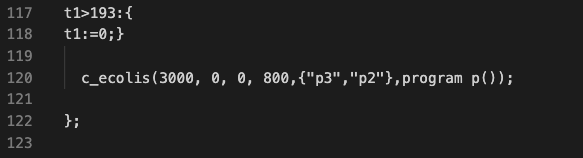 117 t1>193:{
118 t1:=0;}
119
120 c_ecolis(3000, 0, 0, 800,{"p3","p2"},program p());
121
122 };
123